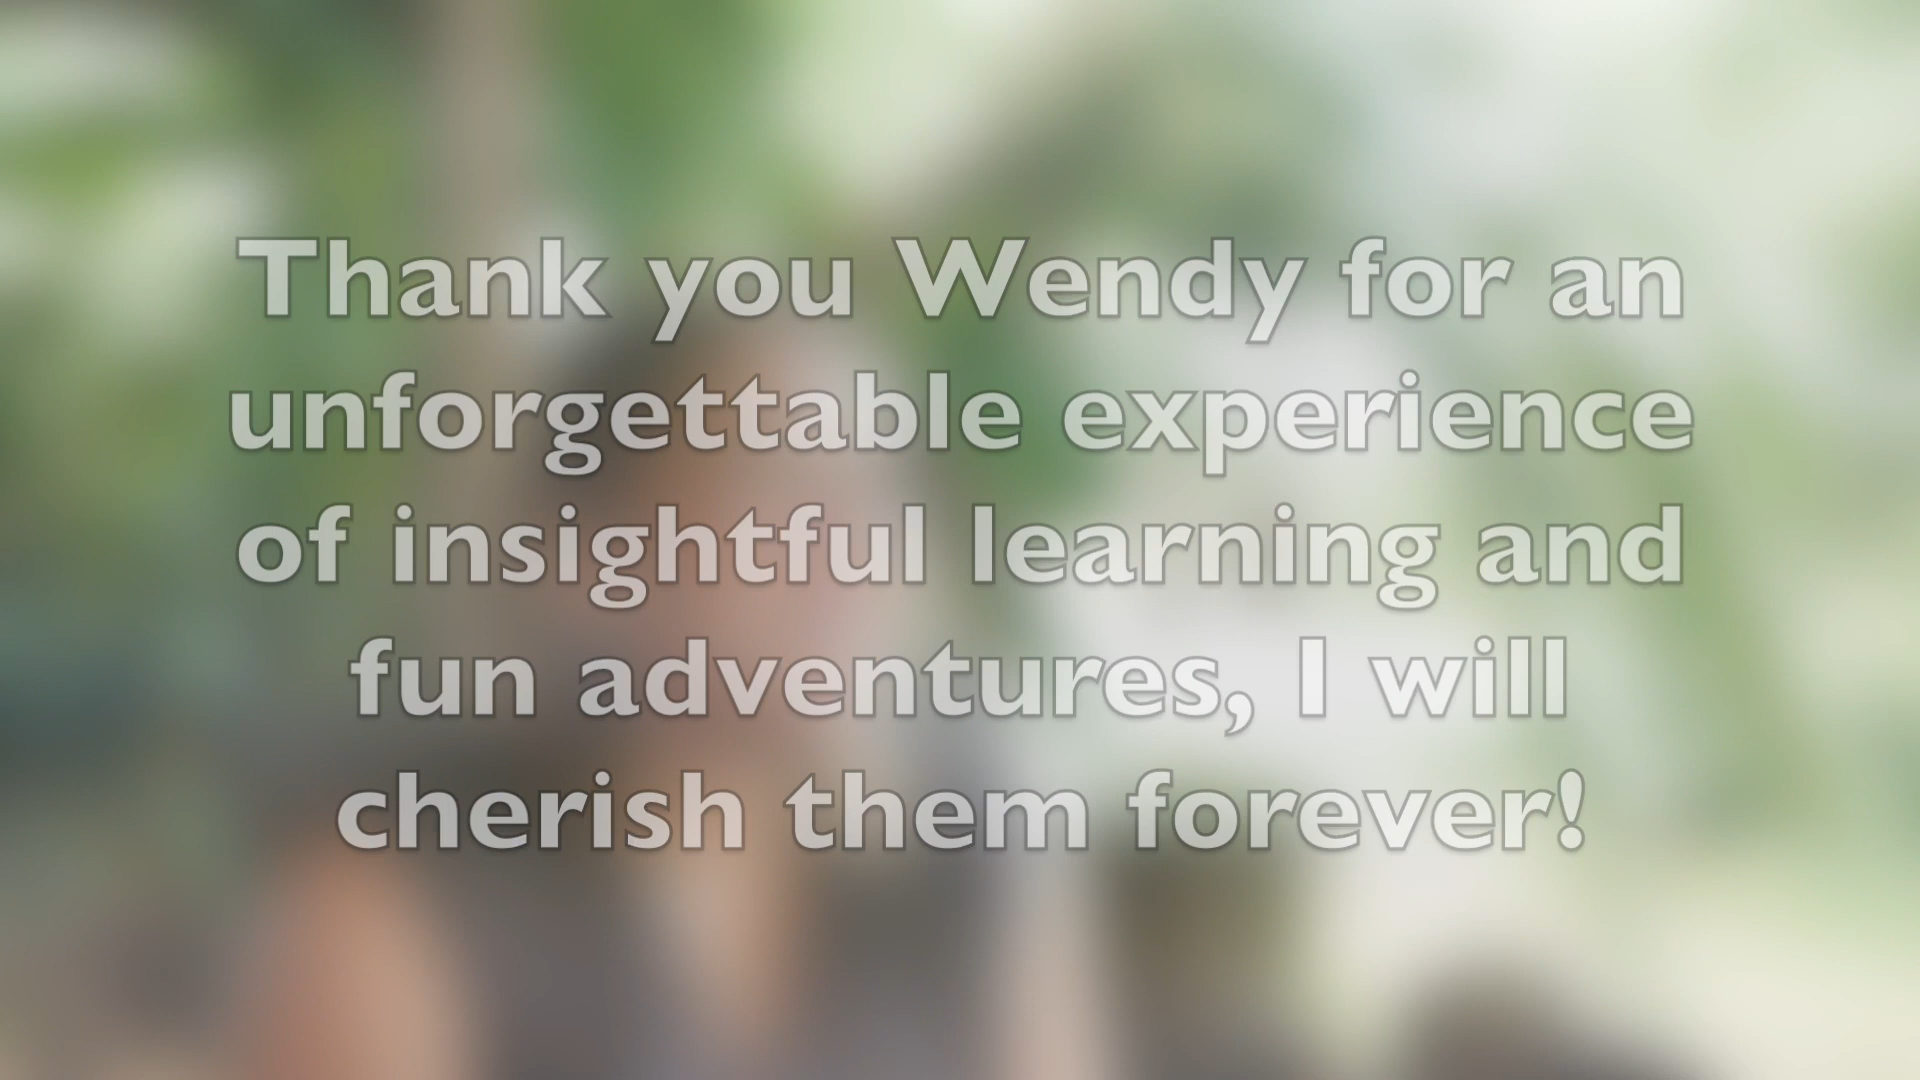 Thank you Wendy for an
unforgettable experience
of insightful learning and
fun adventures, I will
cherish them forever!